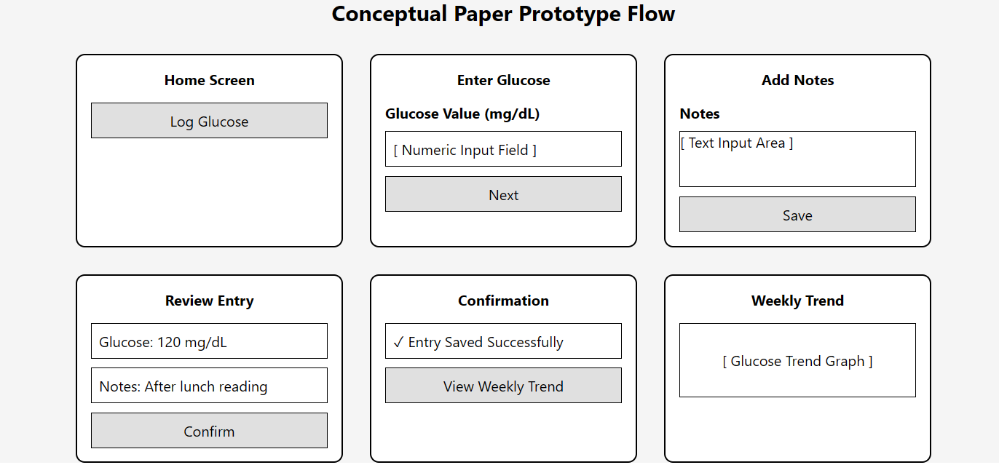 Conceptual Paper Prototype Flow
Home Screen
Log Glucose
Enter Glucose
Glucose Value (mg/dL)
[ Numeric Input Field ]
Next
Add Notes
Notes
[ Text Input Area ]
Save
Review Entry
Glucose: 120 mg/dL
Notes: After lunch reading
Confirm
Confirmation
✓ Entry Saved Successfully
View Weekly Trend
Weekly Trend
[ Glucose Trend Graph ]